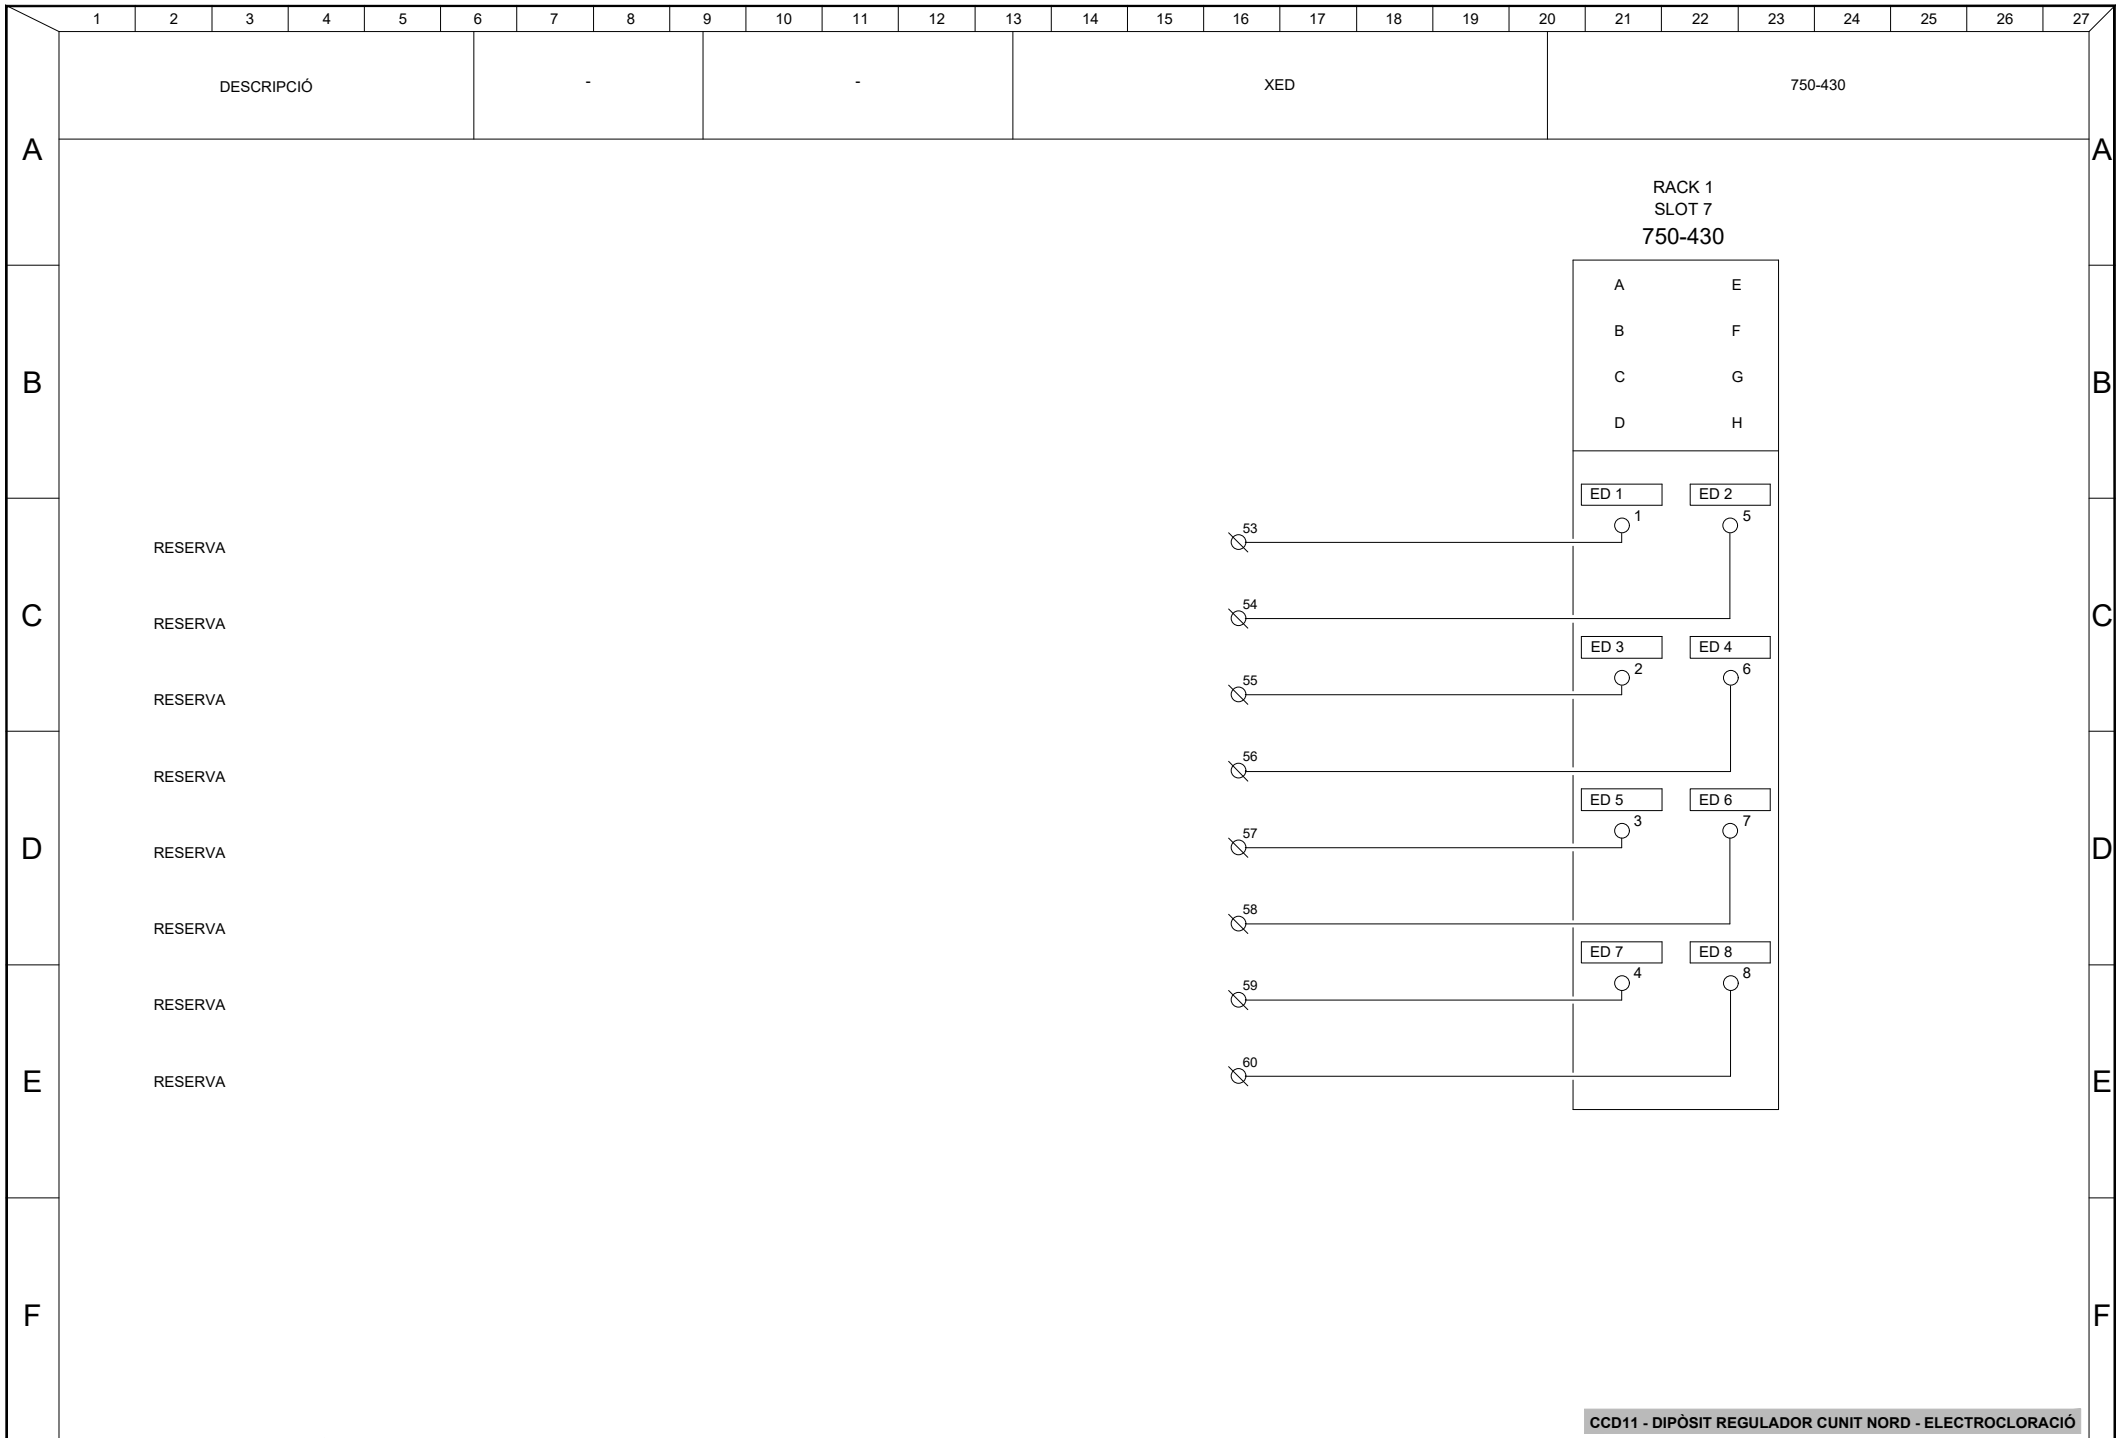 1 2 3 4 5 6 7 8 9 10 11 12 13 14 15 16 17 18 19 20 21 22 23 24 25 26 27
DESCRIPCIÓ - - XED 750-430
A A
RACK 1
SLOT 7
750-430
A E
B F
B B
C G
D H
ED 1 ED 2
1 5
53
RESERVA
54
RESERVA
C C
ED 3 ED 4
2 6
55
RESERVA
56
RESERVA
ED 5 ED 6
3 7
57
RESERVA
D D
58
RESERVA
ED 7 ED 8
4 8
59
RESERVA
60
RESERVA
E E
F F
CCD11 - DIPÒSIT REGULADOR CUNIT NORD - ELECTROCLORACIÓ